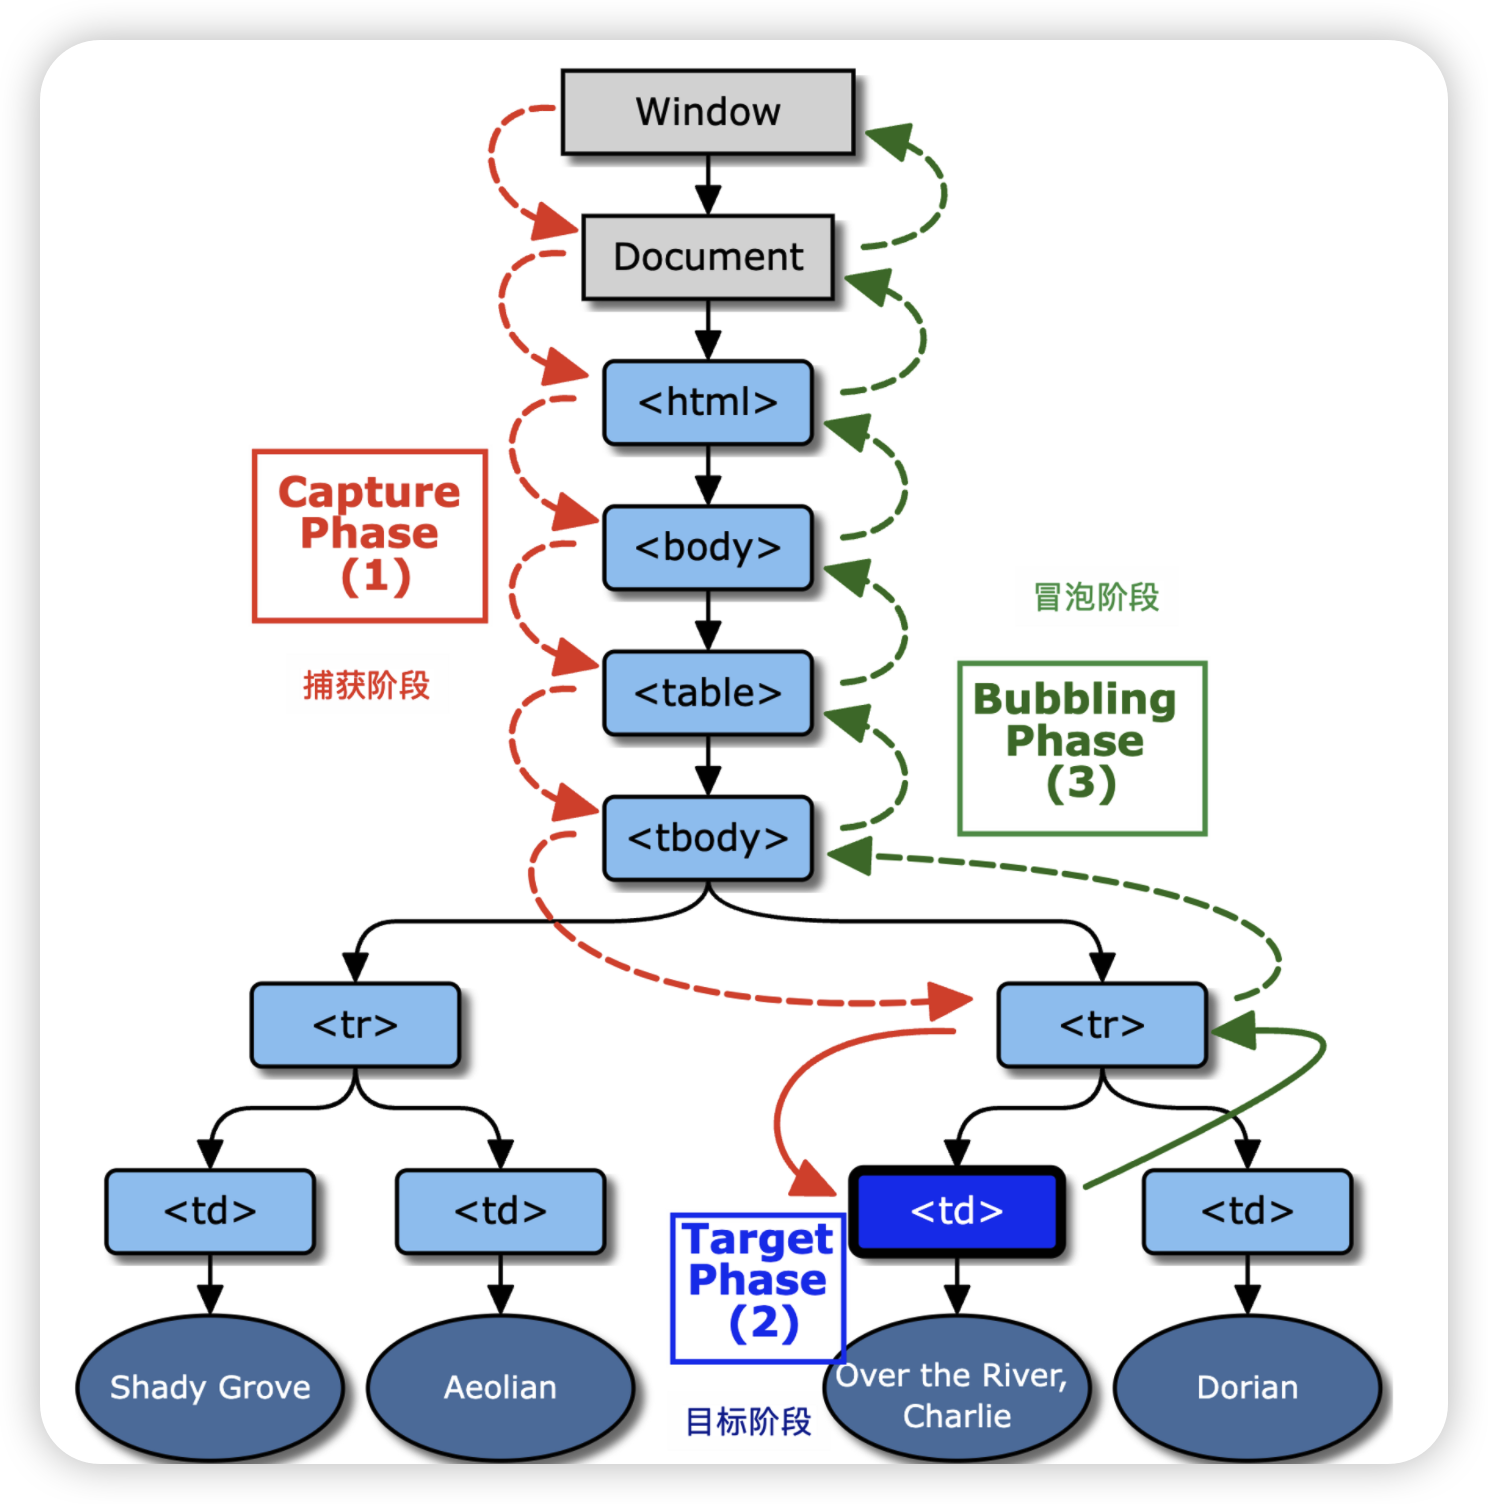 Window
Document
<html>
Capture
Phase
(1)
<body>
冒泡阶段
捕获阶段
<table>
Bubbling
Phase
(3)
<tbody>
<tr>
<tr>
<td>
<td>
<td>
<td>
Target
Phase
(2)
Shady Grove
Aeolian
Over the River,
Charlie
Dorian
目标阶段